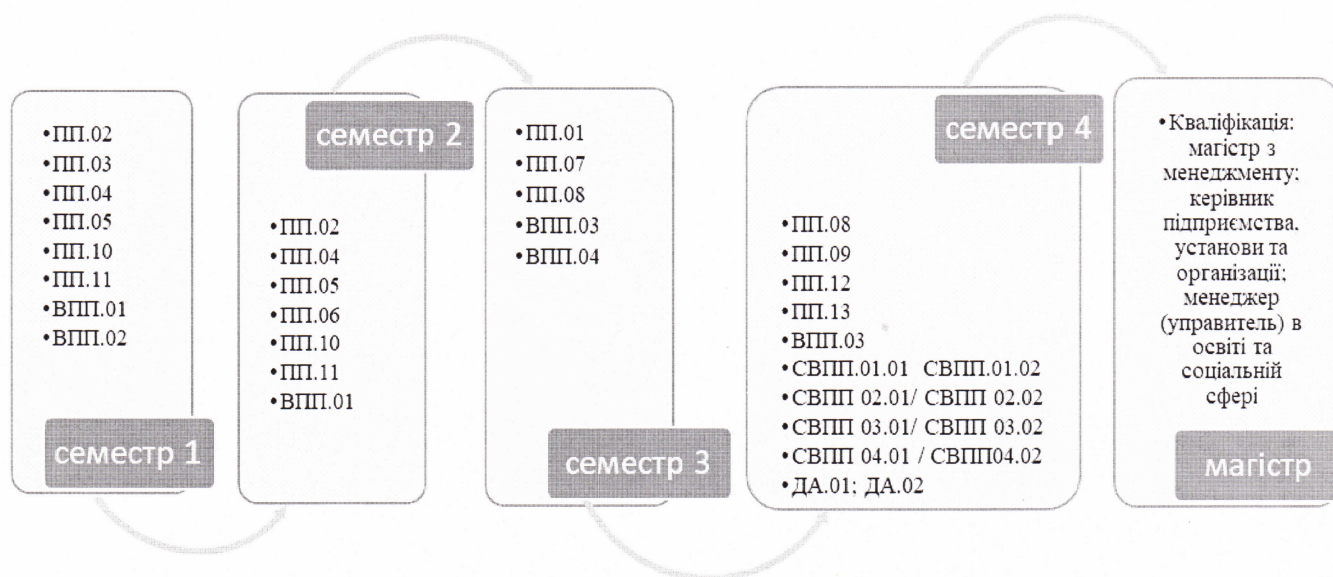 •ПП.02
•ПП.03
•ПП.04
•ПП.05
•ПП.10
•ПП.11
•ВПП.01
•ВПП.02
семестр 1
семестр 2
•ПП.02
•ПП.04
•ПП.05
•ПП.06
•ПП.10
•ПП.11
•ВПП.01
•ПП.01
•ПП.07
•ПП.08
•ВПП.03
•ВПП.04
семестр 3
семестр 4
•ПП.08
•ПП.09
•ПП.12
•ПП.13
•ВПП.03
•СВПП.01.01 СВПП.01.02
•СВПП 02.01/ СВПП 02.02
•СВПП 03.01/ СВПП 03.02
•СВПП 04.01 / СВПП04.02
•ДА.01; ДА.02
•Кваліфікація:
магістр з
менеджменту;
керівник
підприємства,
установи та
організації;
менеджер
(управитель) в
освіті та
соціальній
сфері
магістр